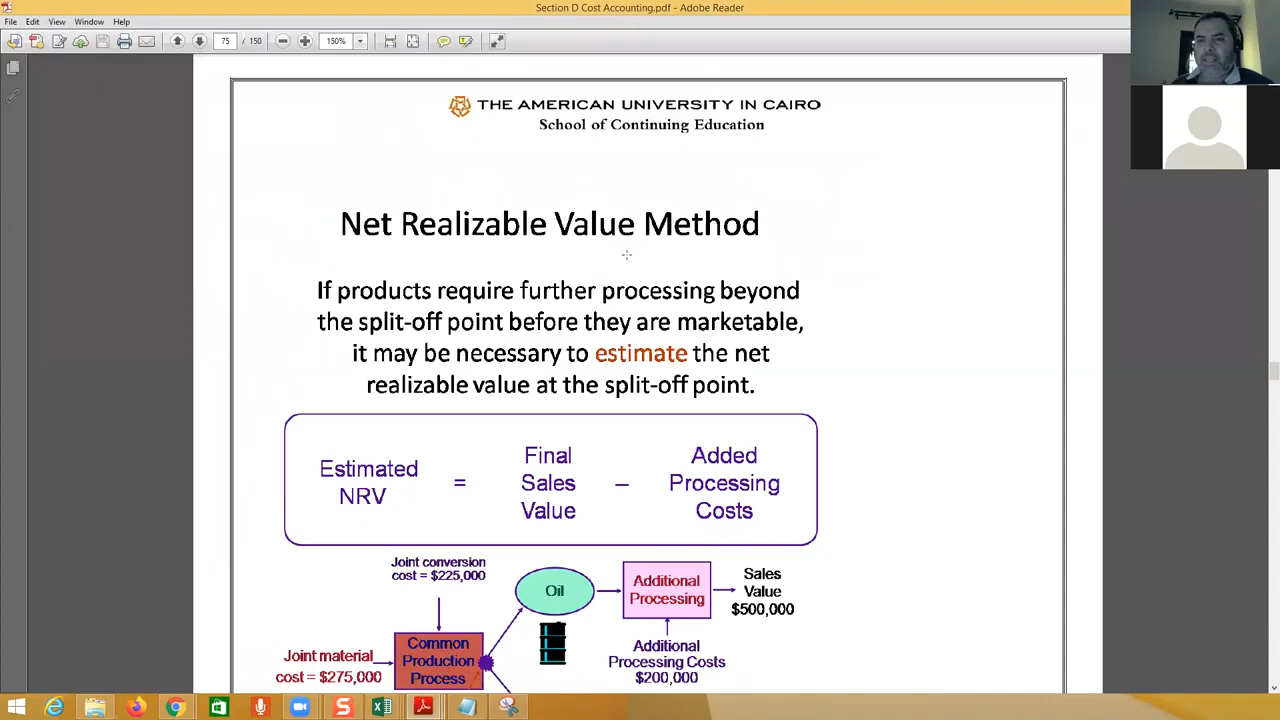 Section D Cost Accounting.pdf - Adobe Reader
File Edit View Window Help
75 / 150 150%
THE AMERICAN UNIVERSITY IN CAIRO
School of Continuing Education
Net Realizable Value Method
If products require further processing beyond
the split-off point before they are marketable,
it may be necessary to estimate the net
realizable value at the split-off point.
Estimated
NRV
=
Final
Sales
Value
–
Added
Processing
Costs
Joint conversion
cost = $225,000
Joint material
cost = $275,000
Common
Production
Process
Oil
Additional
Processing
Additional
Processing Costs
$200,000
Sales
Value
$500,000